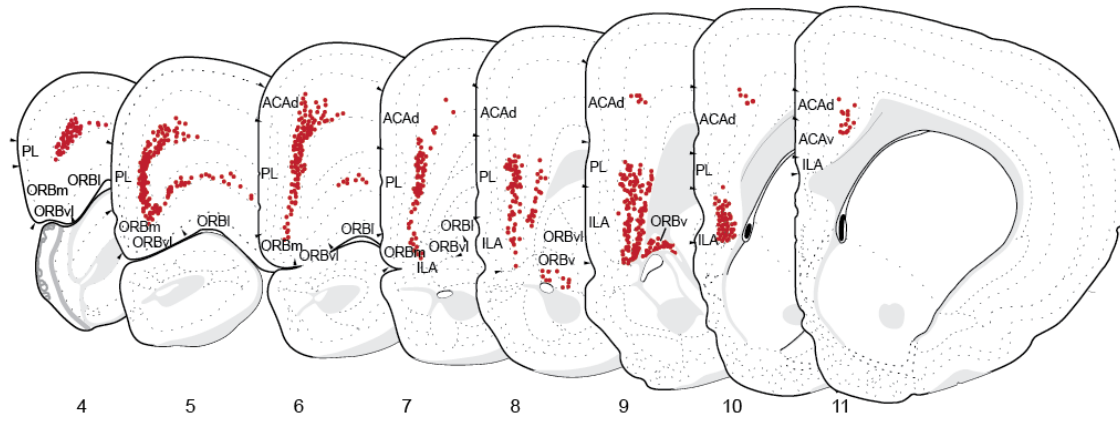 PL
ORBm
ORBl
ORBvl
4
PL
ORBm
ORBvl
ORBl
5
ACAd
PL
ORBm
ORBvl
ORBl
6
ACAd
PL
ORBm
ILA
ORBl
ORBvl
7
ACAd
PL
ILA
ORBvl
ORBv
8
ACAd
PL
ILA
ORBv
9
ACAd
PL
ILA
10
ACAd
ACAv
ILA
11